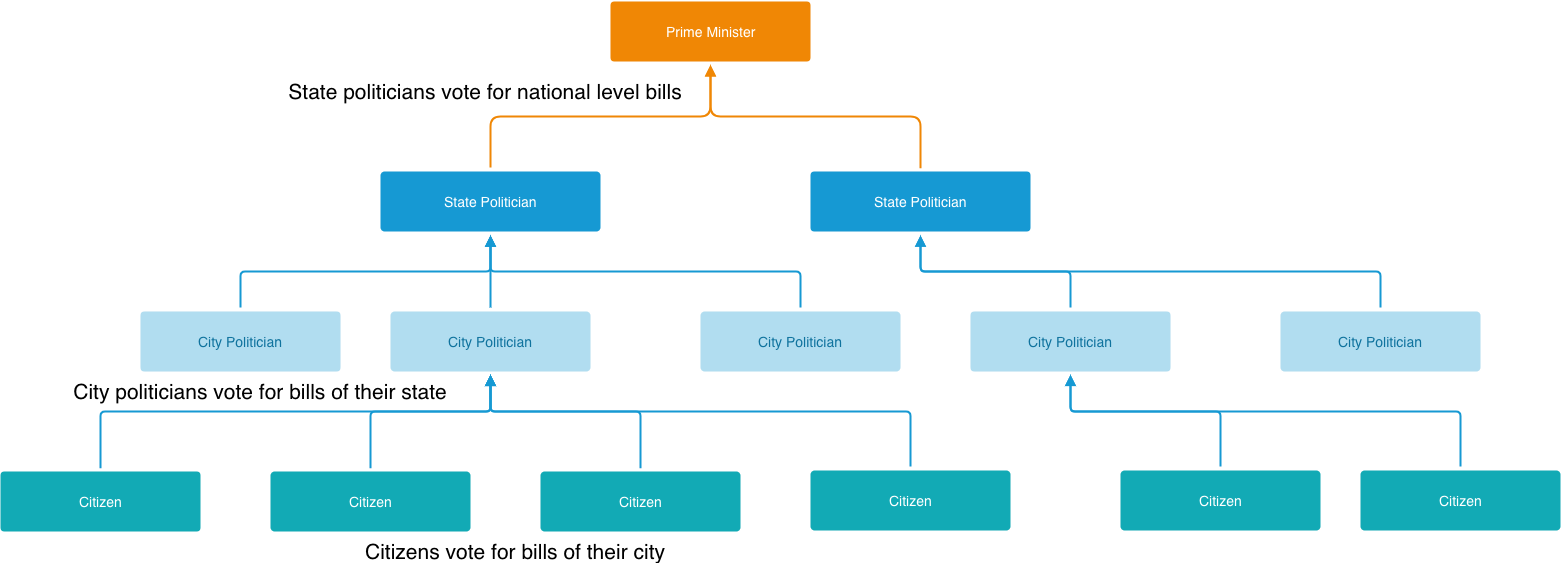 Prime Minister
State politicians vote for national level bills
State Politician
State Politician
City Politician
City Politician
City Politician
City Politician
City Politician
City politicians vote for bills of their state
Citizen
Citizen
Citizen
Citizen
Citizen
Citizen
Citizens vote for bills of their city